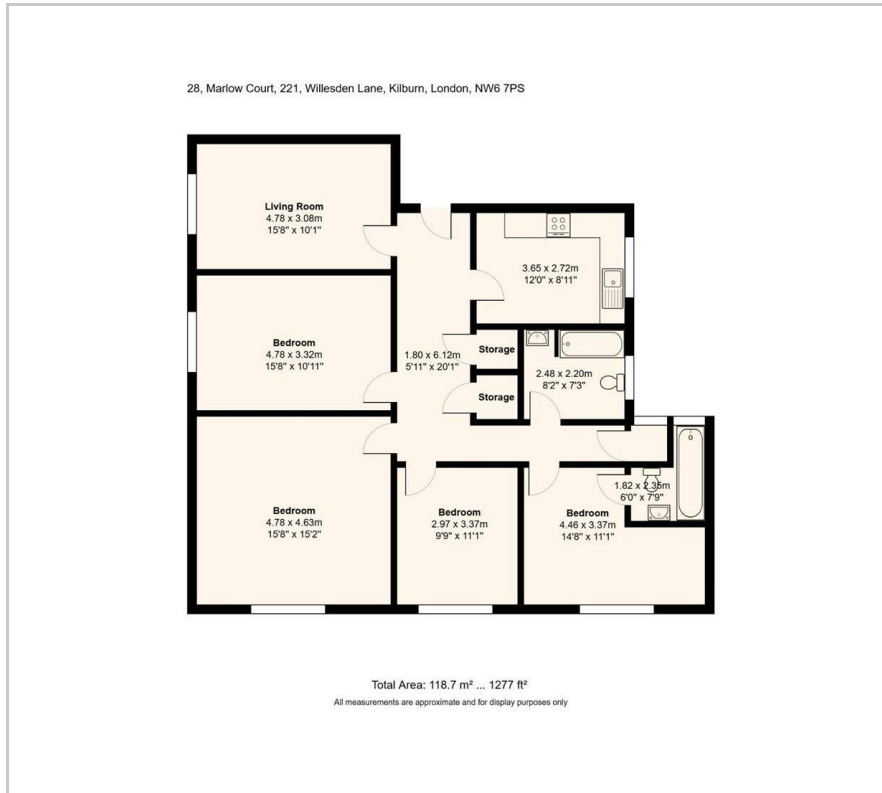 28, Marlow Court, 221, Willesden Lane, Kilburn, London, NW6 7PS
Living Room
4.78 x 3.08m
15'8" x 10'1"
3.65 x 2.72m
12'0" x 8'11"
Bedroom
4.78 x 3.32m
15'8" x 10'11"
1.80 x 6.12m
5'11" x 20'1"
Storage
Storage
2.48 x 2.20m
8'2" x 7'3"
Bedroom
4.78 x 4.63m
15'8" x 15'2"
Bedroom
2.97 x 3.37m
9'9" x 11'1"
Bedroom
4.46 x 3.37m
14'8" x 11'1"
1.82 x 2.35m
6'0" x 7'9"
Total Area: 118.7 m² ... 1277 ft²
All measurements are approximate and for display purposes only